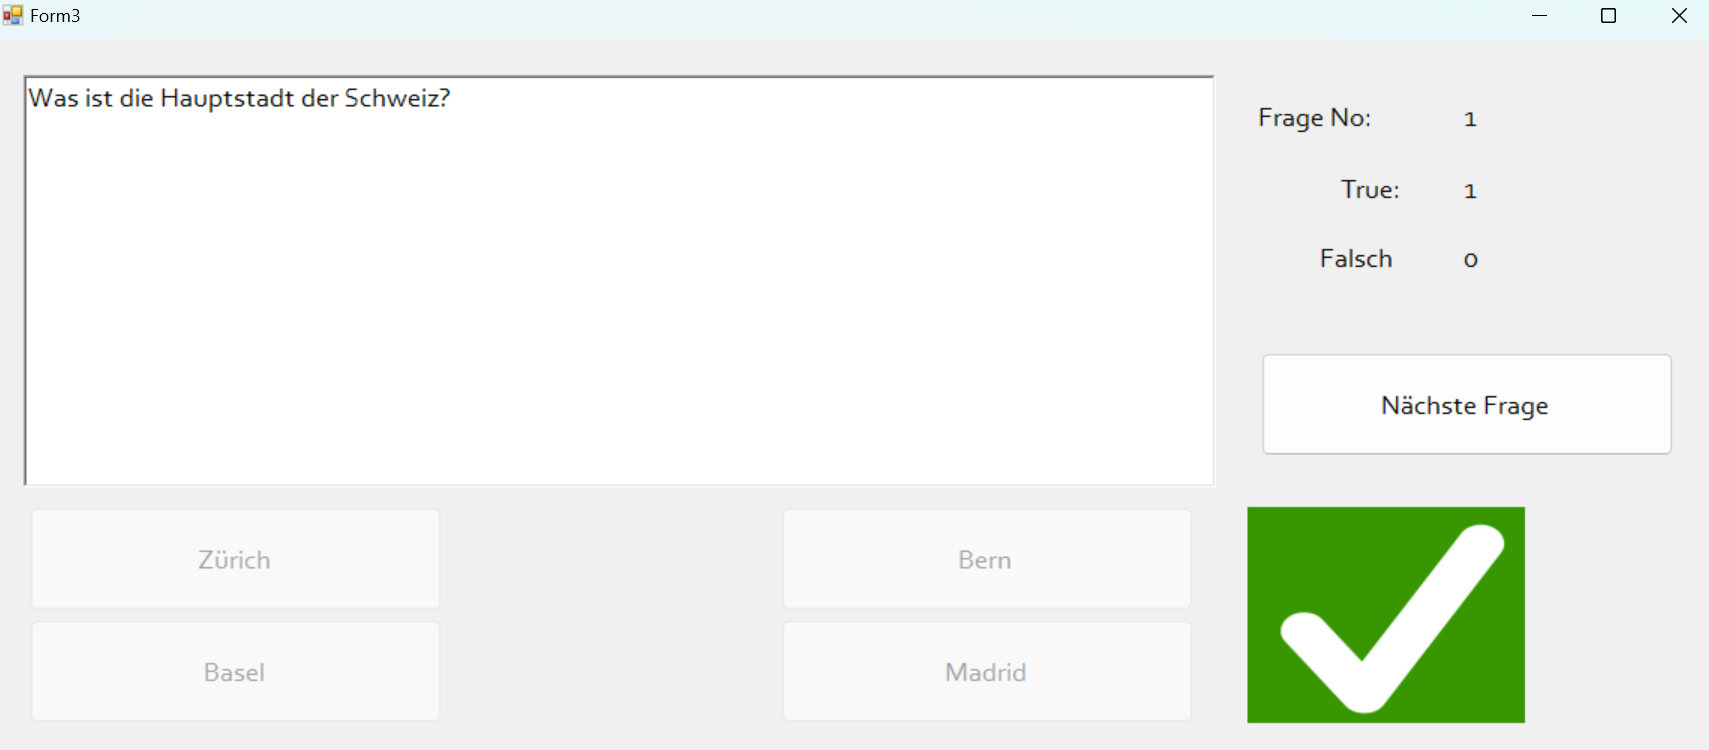 Form3
Was ist die Hauptstadt der Schweiz?
Frage No: 1
True: 1
Falsch 0
Nächste Frage
Zürich Bern
Basel Madrid